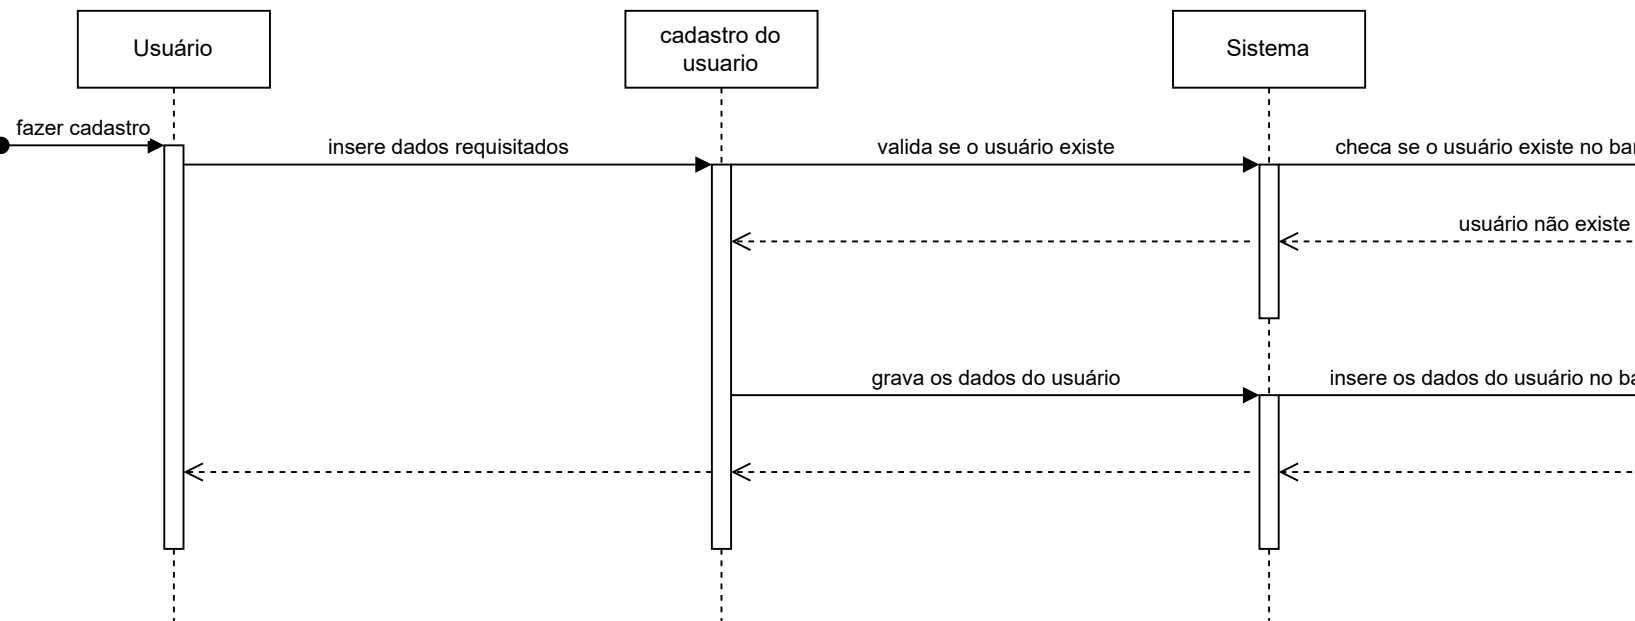 Usuário
cadastro do
usuario
Sistema
fazer cadastro
insere dados requisitados
valida se o usuário existe
checa se o usuário existe no
usuário não existe
grava os dados do usuário
insere os dados do usuário no